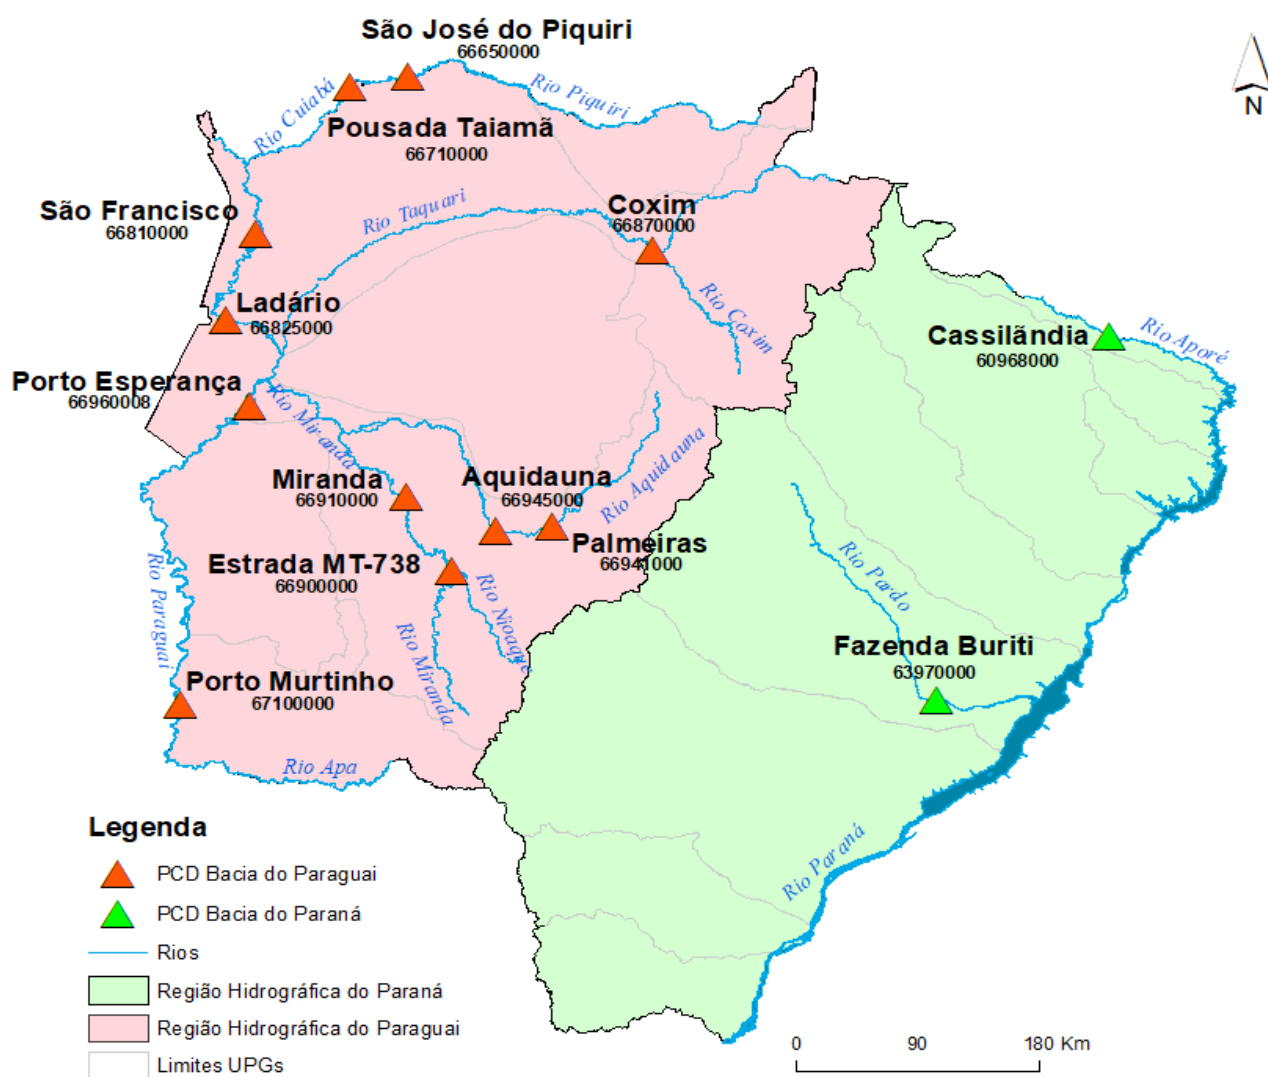 São José do Piquiri
66650000
Rio Piquiri
Rio Cuiabá
Pousada Taiamã
66710000
N
São Francisco
66810000
Rio Taquari
Coxim
66870000
Ladário
66825000
Rio Coxim
Cassilândia
60968000
Rio Aporé
Porto Esperança
66960008
Rio Miranda
Miranda
66910000
Aquidauna
66945000
Rio Aquidauna
Palmeiras
66941000
Estrada MT-738
66900000
Rio Nioaque
Rio Pardo
Rio Paraguai
Rio Miranda
Fazenda Buriti
63970000
Porto Murtinho
67100000
Rio Apa
Rio Paraná
Legenda
PCD Bacia do Paraguai
PCD Bacia do Paraná
Rios
Região Hidrográfica do Paraná
Região Hidrográfica do Paraguai
Limites UPGs
0 90 180 Km